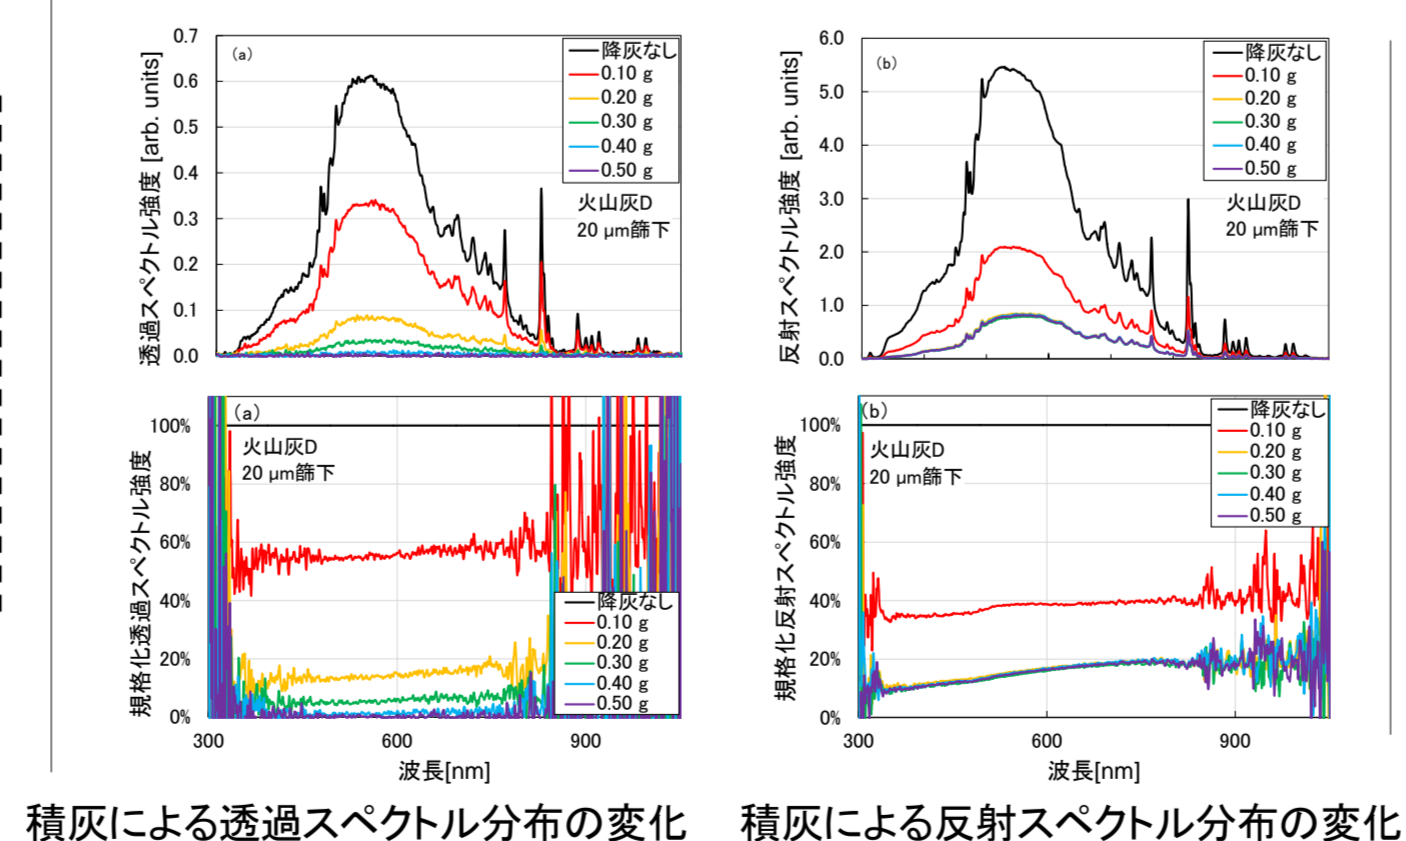 0.7
0.6
0.5
0.4
0.3
0.2
0.1
0.0
透過スペクトル強度 [arb. units]
(a)
降灰なし
0.10 g
0.20 g
0.30 g
0.40 g
0.50 g
火山灰D
20 μm篩下
6.0
5.0
4.0
3.0
2.0
1.0
0.0
反射スペクトル強度 [arb. units]
(b)
降灰なし
0.10 g
0.20 g
0.30 g
0.40 g
0.50 g
火山灰D
20 μm篩下
100%
80%
60%
40%
20%
0%
規格化透過スペクトル強度
(a)
火山灰D
20 μm篩下
降灰なし
0.10 g
0.20 g
0.30 g
0.40 g
0.50 g
300
600
900
波長[nm]
100%
80%
60%
40%
20%
0%
規格化反射スペクトル強度
(b)
火山灰D
20 μm篩下
降灰なし
0.10 g
0.20 g
0.30 g
0.40 g
0.50 g
300
600
900
波長[nm]
積灰による透過スペクトル分布の変化
積灰による反射スペクトル分布の変化